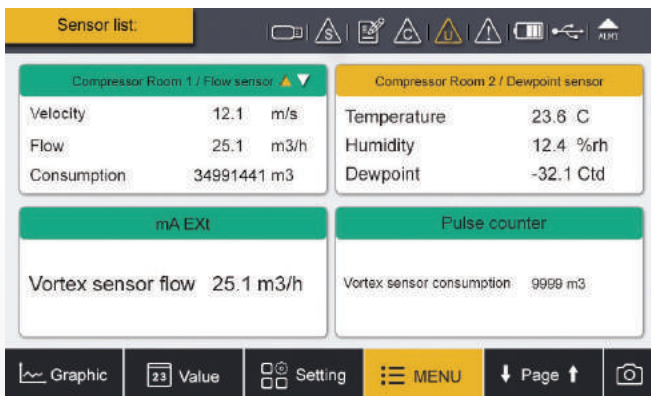 Sensor list:
S C U ALMT
Compressor Room 1 / Flow sensor
Velocity 12.1 m/s
Flow 25.1 m3/h
Consumption 34991441 m3
Compressor Room 2 / Dewpoint sensor
Temperature 23.6 C
Humidity 12.4 %rh
Dewpoint -32.1 Ctd
mA EXt
Vortex sensor flow 25.1 m3/h
Pulse counter
Vortex sensor consumption 9999 m3
Graphic 23 Value Setting MENU Page